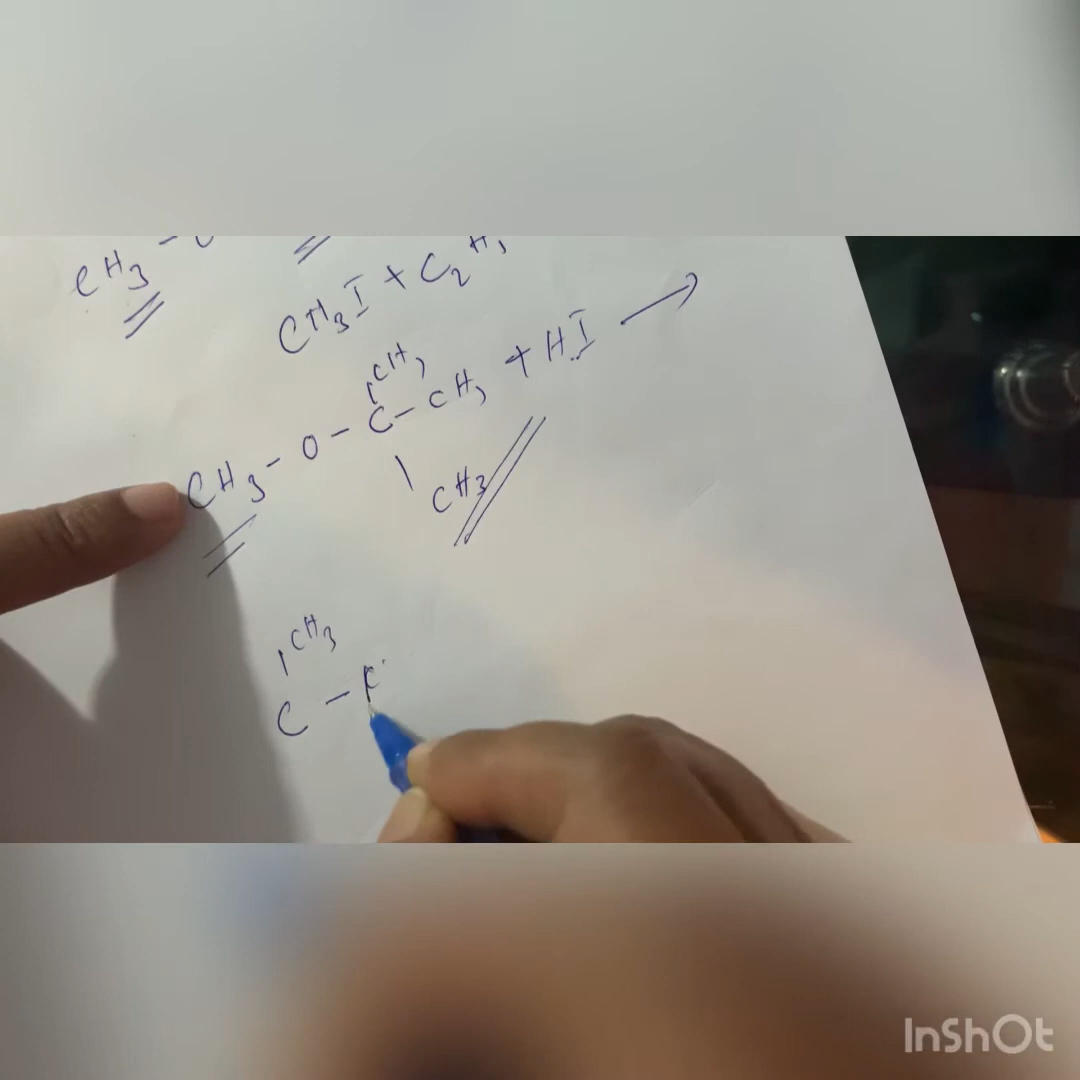 CH3 -
CH3I + C2H5
CH3
CH3 - O - C - CH3 + HI →
CH3
CH3
C -
InShOt